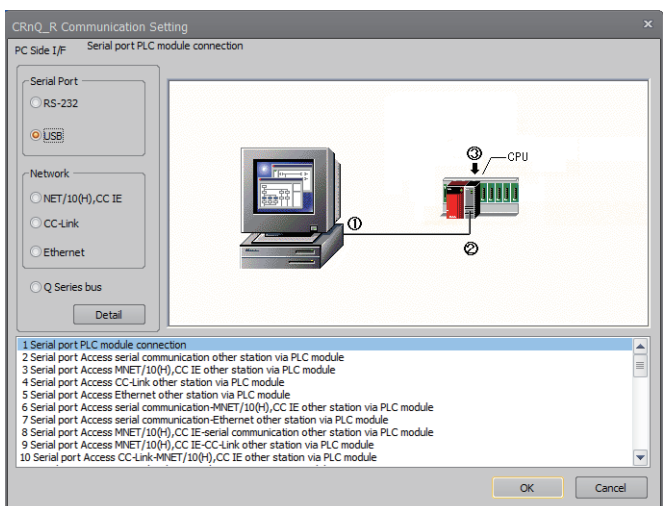 CRnQ_R Communication Setting
PC Side I/F Serial port PLC module connection
Serial Port
RS-232
USB
Network
NET/10(H),CC IE
CC-Link
Ethernet
Q Series bus
Detail
③
CPU
①
②
1 Serial port PLC module connection
2 Serial port Access serial communication other station via PLC module
3 Serial port Access MNET/10(H),CC IE other station via PLC module
4 Serial port Access CC-Link other station via PLC module
5 Serial port Access Ethernet other station via PLC module
6 Serial port Access serial communication-MNET/10(H),CC IE other station via PLC module
7 Serial port Access serial communication-Ethernet other station via PLC module
8 Serial port Access MNET/10(H),CC IE-serial communication other station via PLC module
9 Serial port Access MNET/10(H),CC IE-CC-Link other station via PLC module
10 Serial port Access CC-Link-MNET/10(H),CC IE other station via PLC module
OK
Cancel